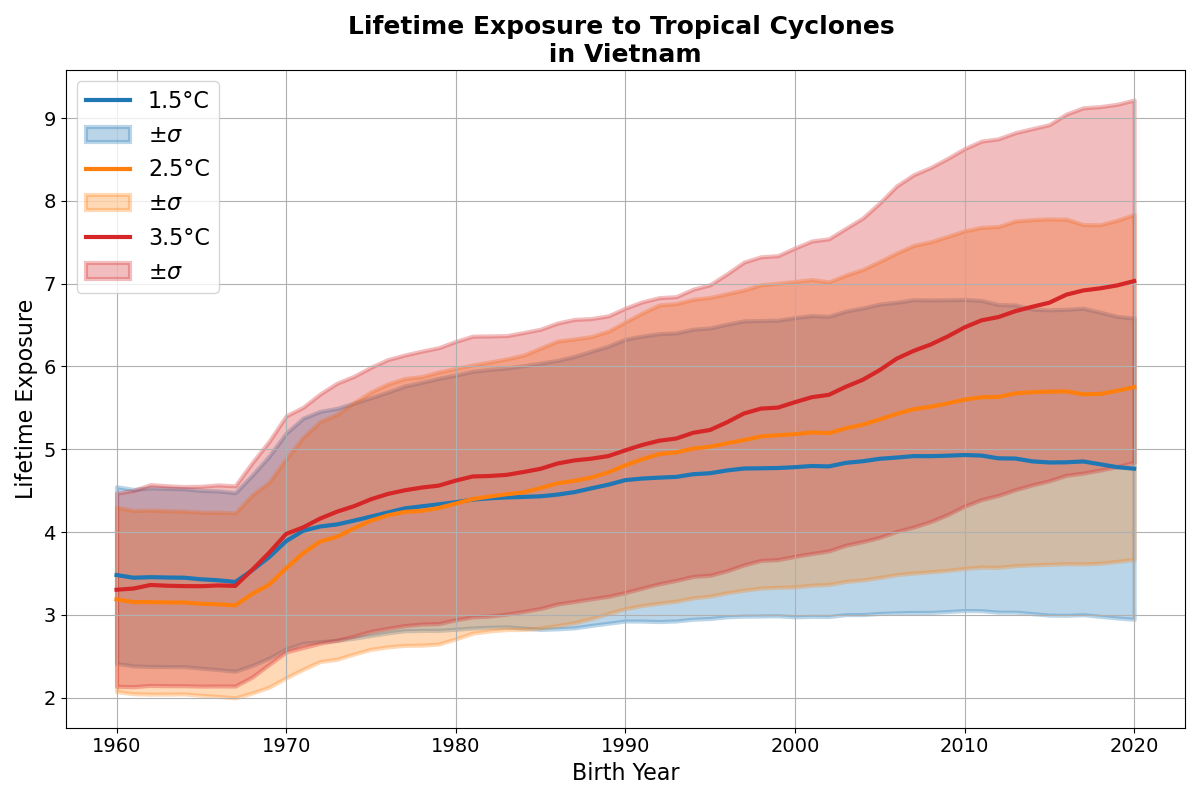 Lifetime Exposure to Tropical Cyclones
in Vietnam
1.5°C
±σ
2.5°C
±σ
3.5°C
±σ
Lifetime Exposure
9
8
7
6
5
4
3
2
1960 1970 1980 1990 2000 2010 2020
Birth Year